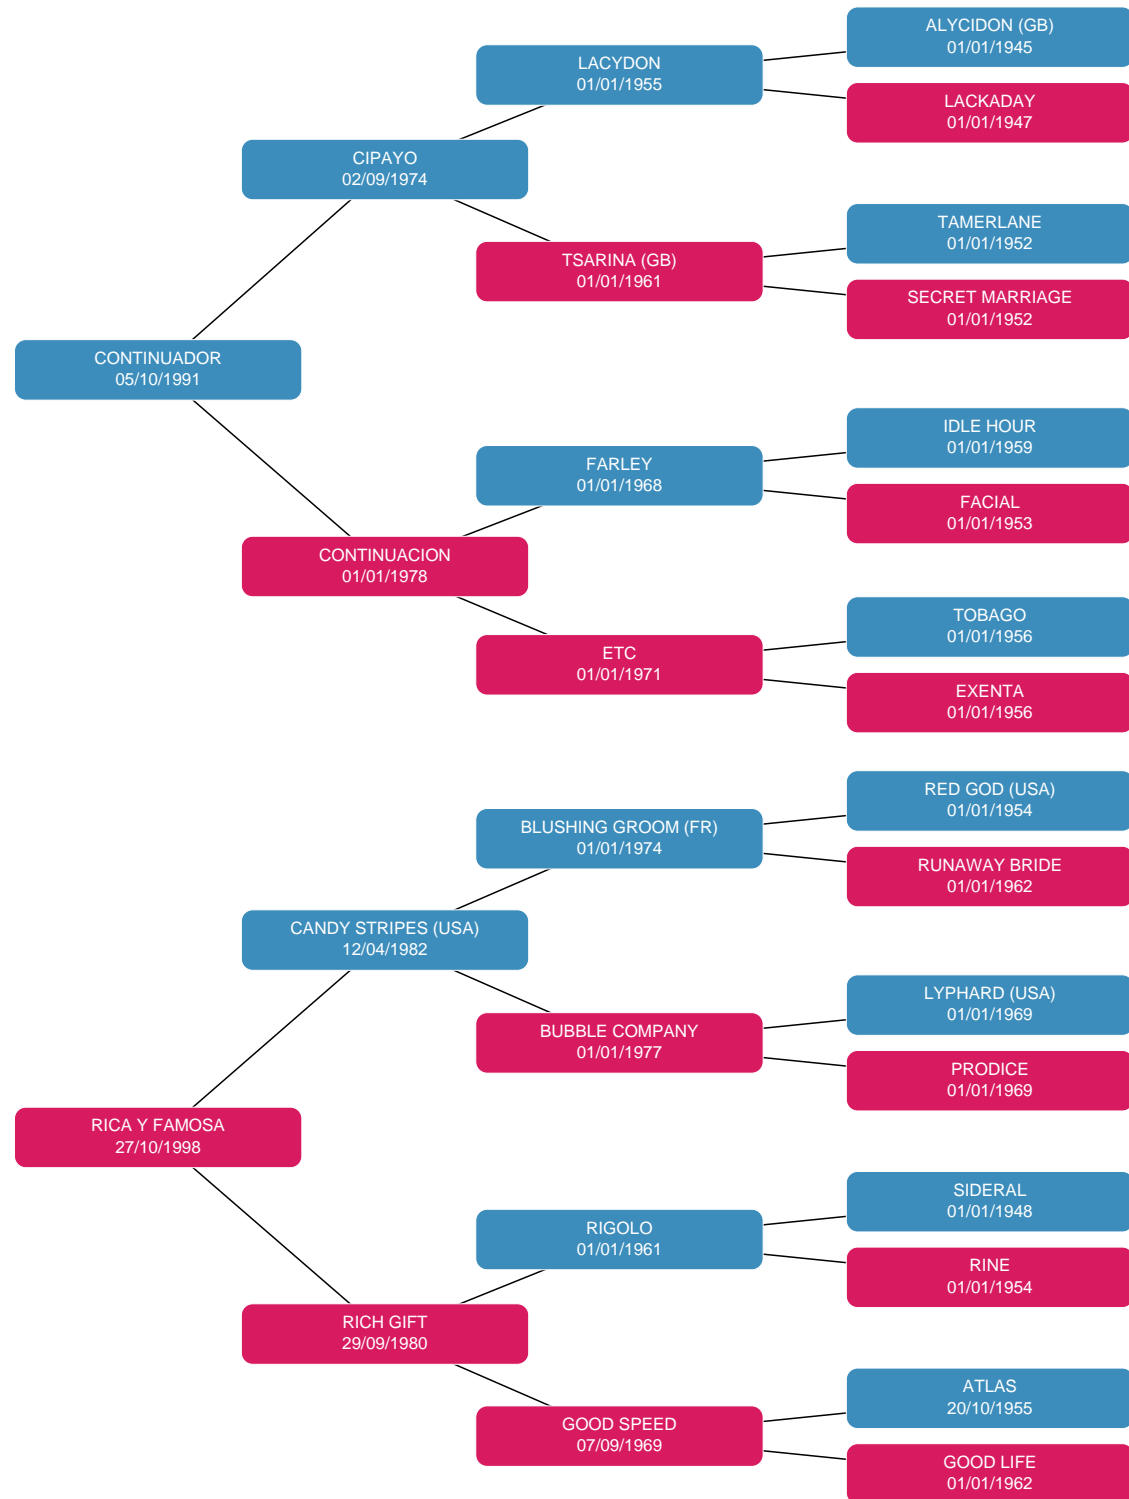 ALYCIDON (GB)
01/01/1945
LACYDON
01/01/1955
LACKADAY
01/01/1947
CIPAYO
02/09/1974
TAMERLANE
01/01/1952
TSARINA (GB)
01/01/1961
SECRET MARRIAGE
01/01/1952
CONTINUADOR
05/10/1991
IDLE HOUR
01/01/1959
FARLEY
01/01/1968
FACIAL
01/01/1953
CONTINUACION
01/01/1978
TOBAGO
01/01/1956
ETC
01/01/1971
EXENTA
01/01/1956
RED GOD (USA)
01/01/1954
BLUSHING GROOM (FR)
01/01/1974
RUNAWAY BRIDE
01/01/1962
CANDY STRIPES (USA)
12/04/1982
LYPHARD (USA)
01/01/1969
BUBBLE COMPANY
01/01/1977
PRODICE
01/01/1969
RICA Y FAMOSA
27/10/1998
SIDERAL
01/01/1948
RIGOLO
01/01/1961
RINE
01/01/1954
RICH GIFT
29/09/1980
ATLAS
20/10/1955
GOOD SPEED
07/09/1969
GOOD LIFE
01/01/1962